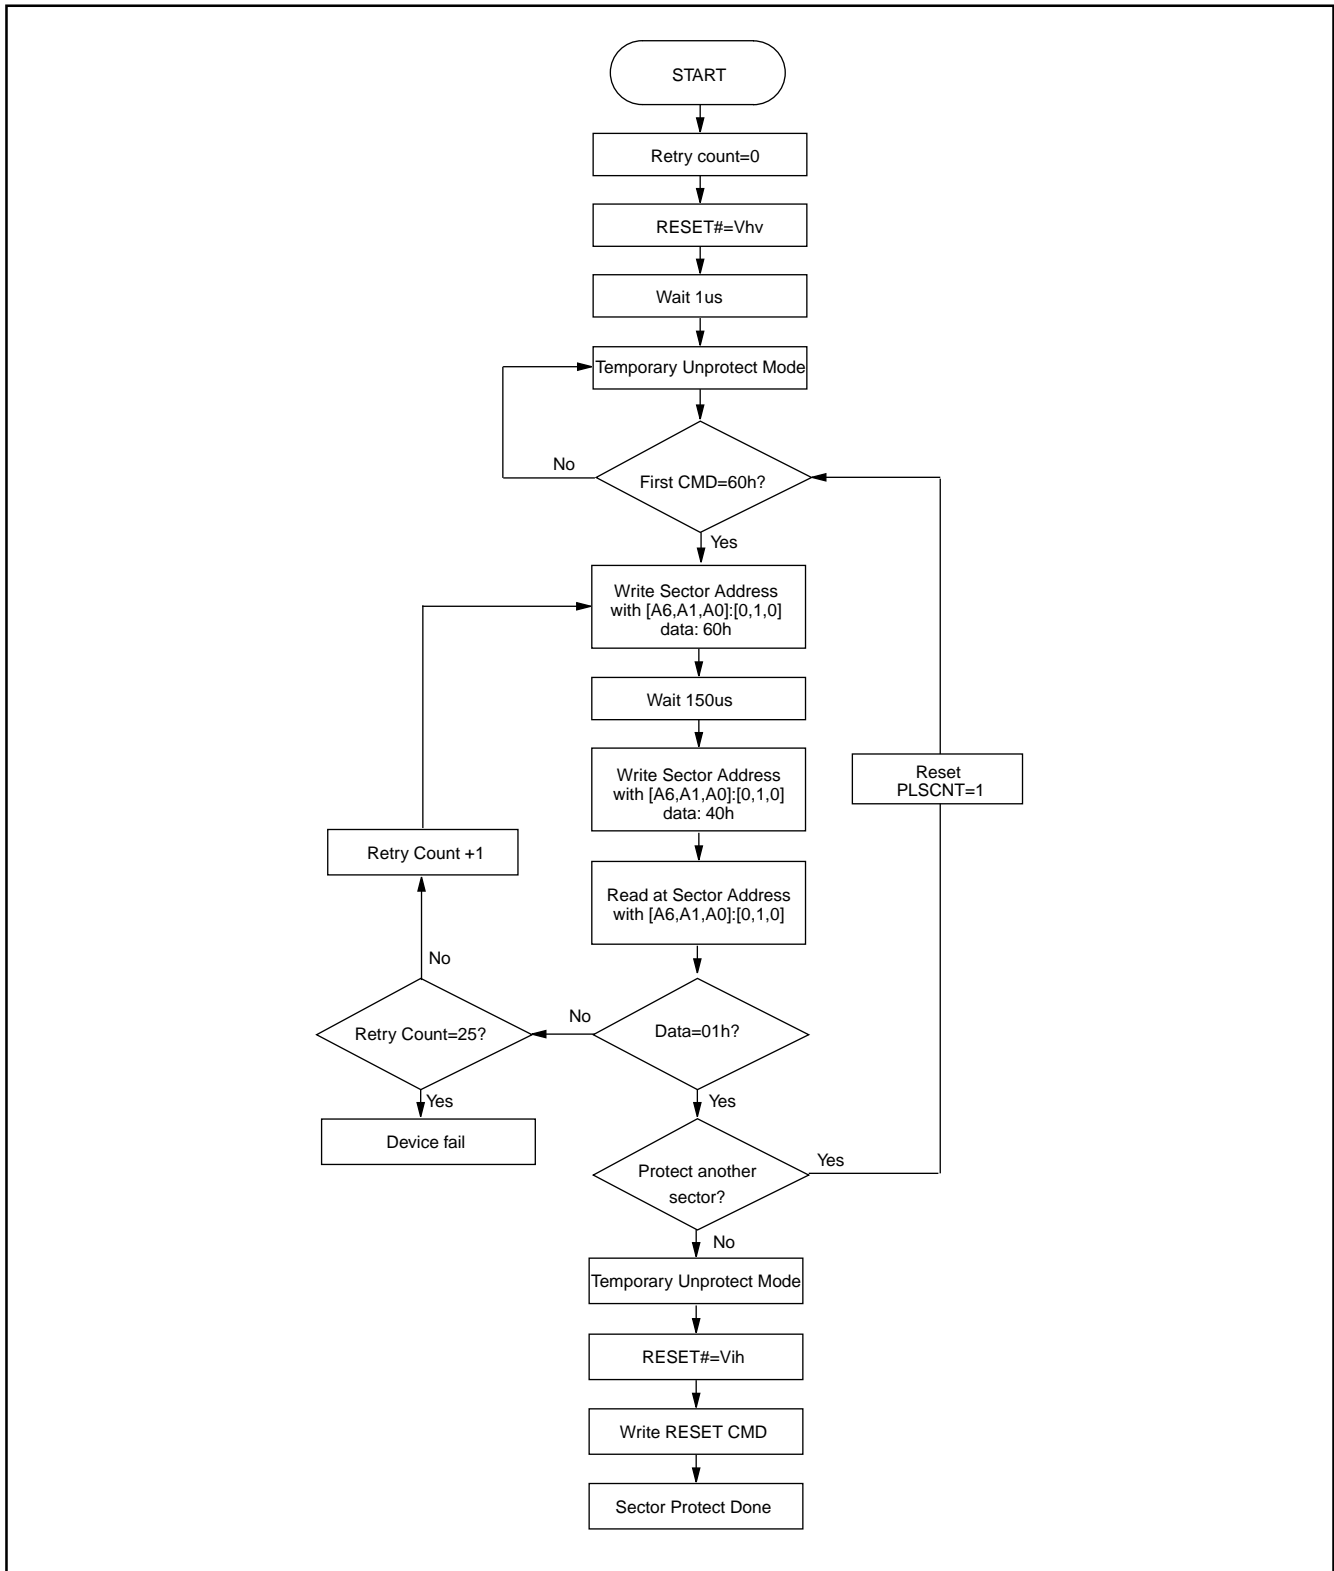 START
Retry count=0
RESET#=Vhv
Wait 1us
Temporary Unprotect Mode
No
First CMD=60h?
Yes
Write Sector Address
with [A6,A1,A0]:[0,1,0]
data: 60h
Wait 150us
Write Sector Address
with [A6,A1,A0]:[0,1,0]
data: 40h
Reset
PLSCNT=1
Retry Count +1
Read at Sector Address
with [A6,A1,A0]:[0,1,0]
No
No
Retry Count=25?
Data=01h?
Yes
Yes
Device fail
Protect another
sector?
Yes
No
Temporary Unprotect Mode
RESET#=Vih
Write RESET CMD
Sector Protect Done